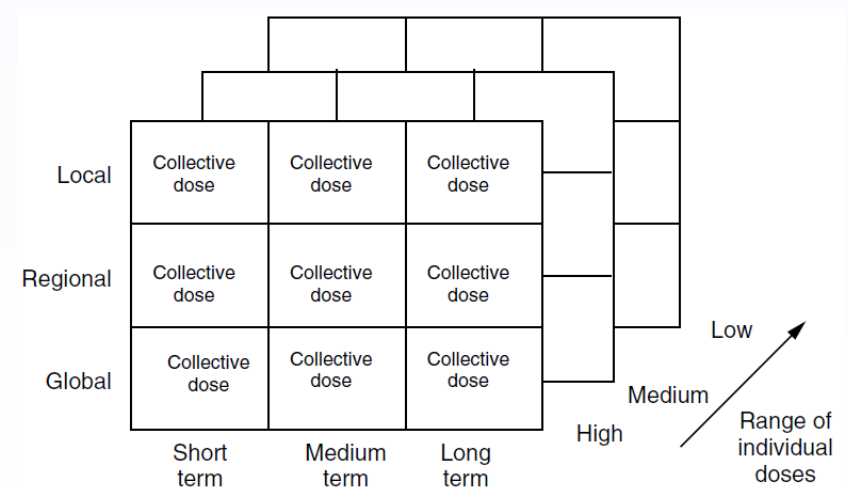 Local
Collective
dose
Collective
dose
Collective
dose
Regional
Collective
dose
Collective
dose
Collective
dose
Global
Collective
dose
Collective
dose
Collective
dose
Short
term
Medium
term
Long
term
High
Medium
Low
Range of
individual
doses